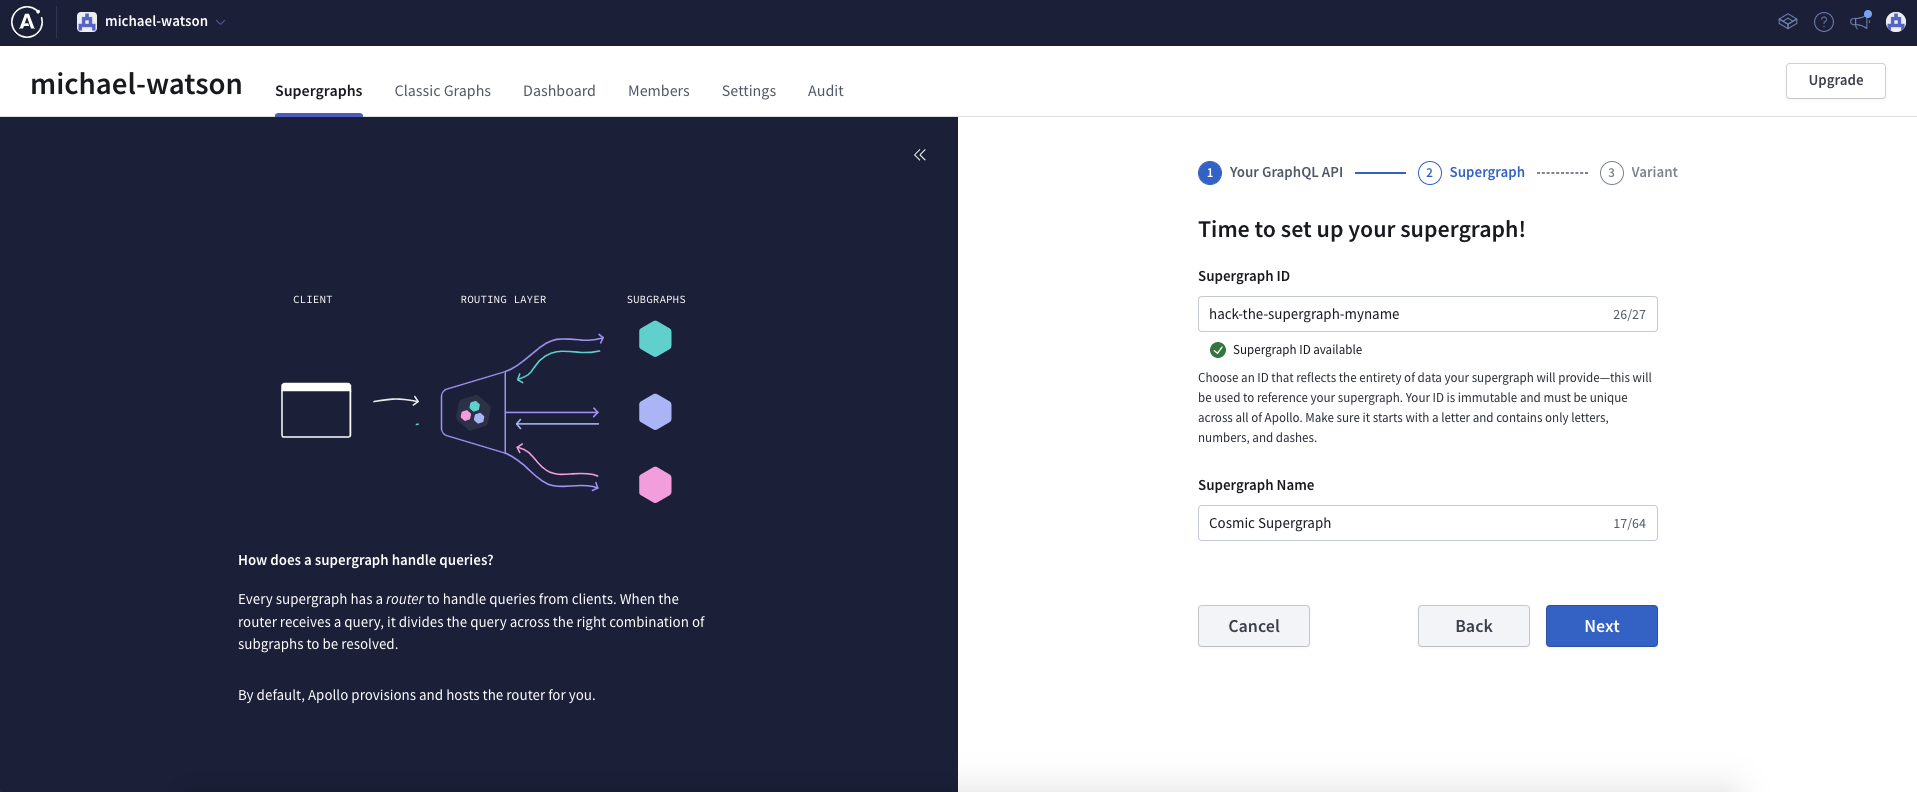 A
michael-watson
?
michael-watson
Supergraphs
Classic Graphs
Dashboard
Members
Settings
Audit
Upgrade
CLIENT
ROUTING LAYER
SUBGRAPHS
How does a supergraph handle queries?
Every supergraph has a router to handle queries from clients. When the
router receives a query, it divides the query across the right combination of
subgraphs to be resolved.
By default, Apollo provisions and hosts the router for you.
1 Your GraphQL API
2 Supergraph
3 Variant
Time to set up your supergraph!
Supergraph ID
hack-the-supergraph-myname 26/27
Supergraph ID available
Choose an ID that reflects the entirety of data your supergraph will provide—this will
be used to reference your supergraph. Your ID is immutable and must be unique
across all of Apollo. Make sure it starts with a letter and contains only letters,
numbers, and dashes.
Supergraph Name
Cosmic Supergraph 17/64
Cancel
Back
Next